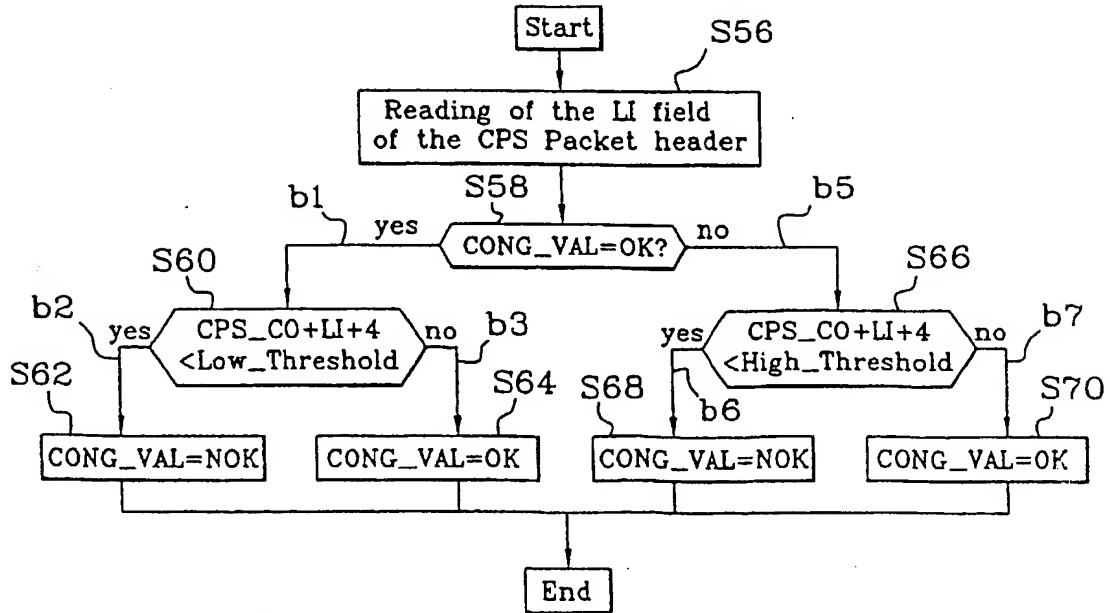 Start
S56
Reading of the LI field
of the CPS Packet header
S58
b1
b5
yes
CONG_VAL=OK?
no
S60
S66
b2
yes
CPS_CO+LI+4
<Low_Threshold
no
b3
yes
CPS_CO+LI+4
<High_Threshold
no
b7
S62
S64
S68
b6
S70
CONG_VAL=NOK
CONG_VAL=OK
CONG_VAL=NOK
CONG_VAL=OK
End